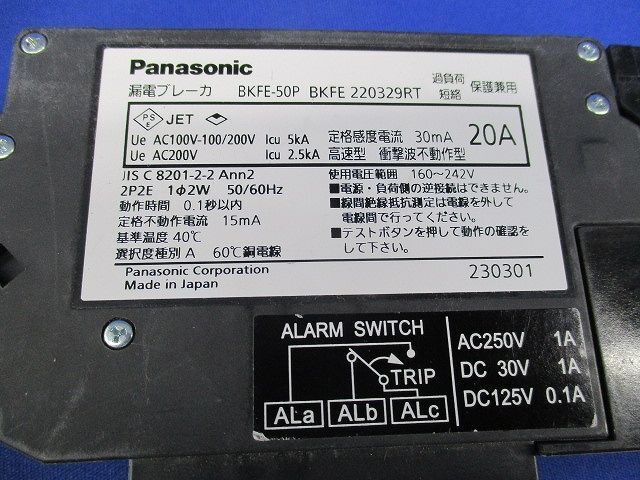 Panasonic
漏電ブレーカ BKFE-50P BKFE 220329RT 過負荷 短絡 保護兼用
PS E JET
Ue AC100V-100/200V Icu 5kA 定格感度電流 30mA 20A
Ue AC200V Icu 2.5kA 高速型 衝撃波不動作型
JIS C 8201-2-2 Ann2
2P2E 1φ2W 50/60Hz
動作時間 0.1秒以内
定格不動作電流 15mA
基準温度 40℃
選択度種別 A 60℃銅電線
使用電圧範囲 160～242V
■電源・負荷側の逆接続はできません。
■線間絶縁抵抗測定は電線を外して
電線間で行ってください。
■テストボタンを押して動作の確認を
して下さい。
Panasonic Corporation
Made in Japan
230301
ALARM SWITCH
TRIP
ALa ALb ALc
AC250V 1A
DC 30V 1A
DC125V 0.1A